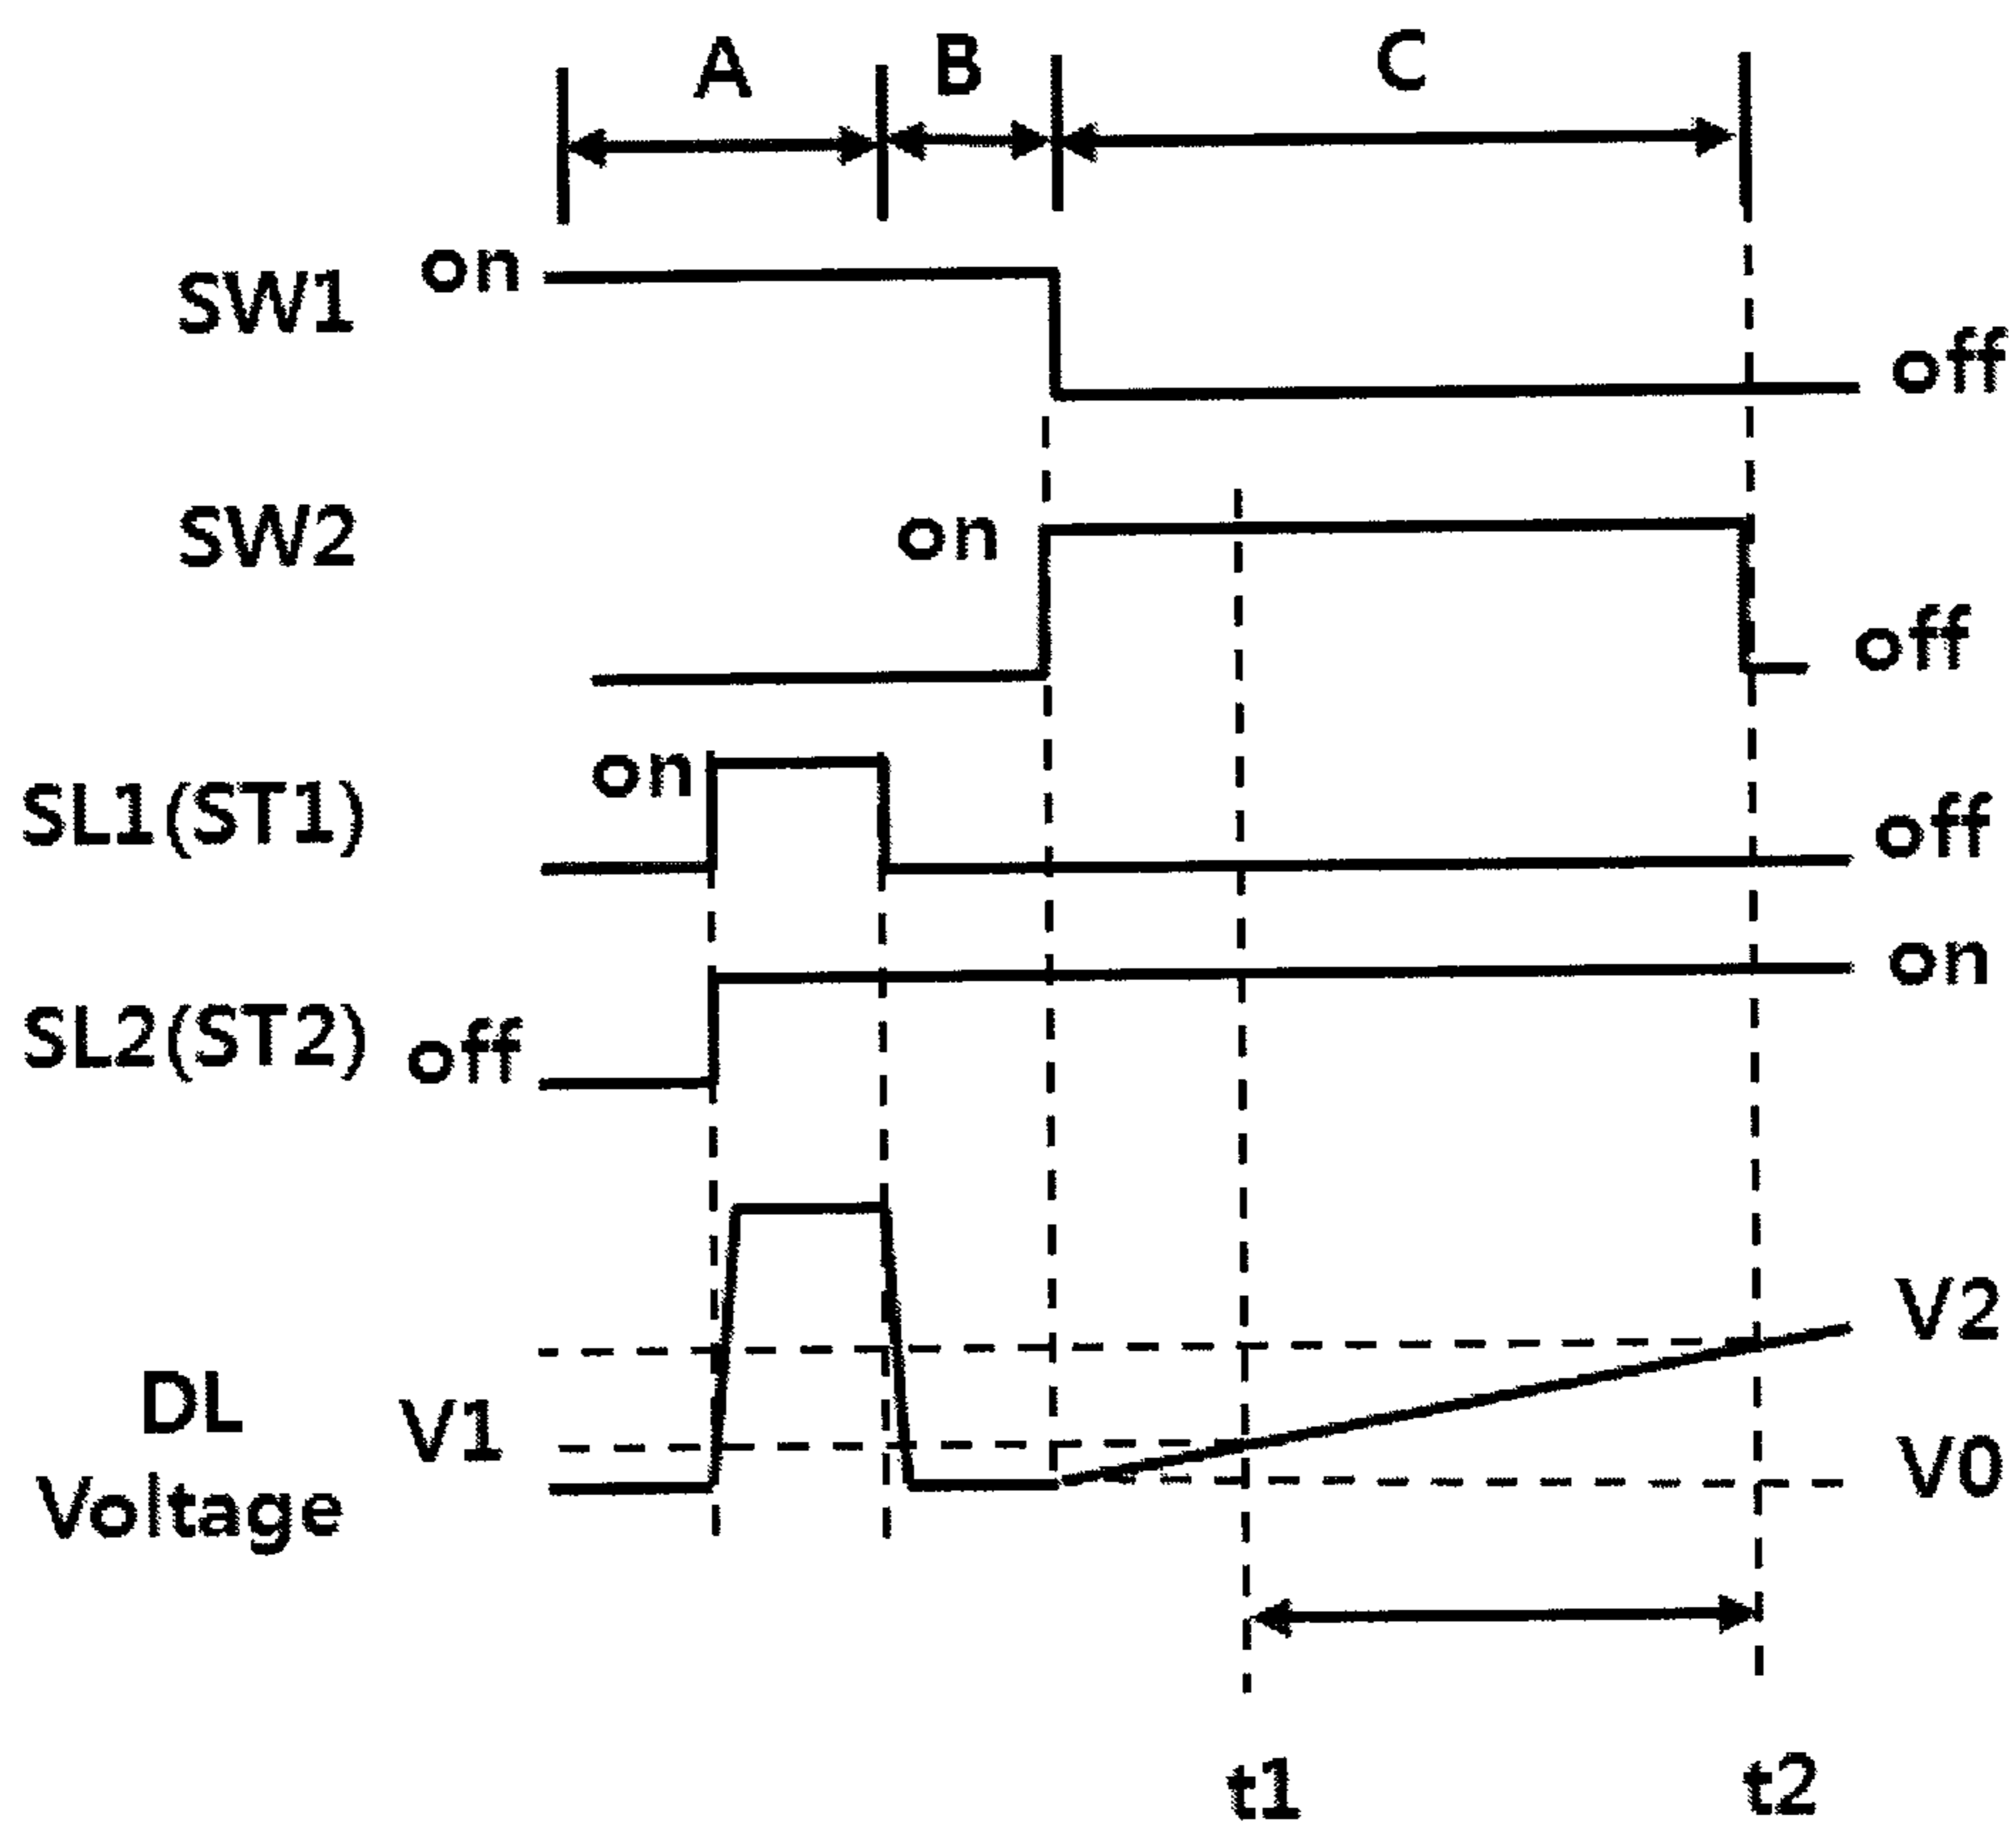 A B C
SW1 on off
SW2 on off
SL1(ST1) on off
SL2(ST2) off on
V2
DL V1 V0
Voltage
t1 t2